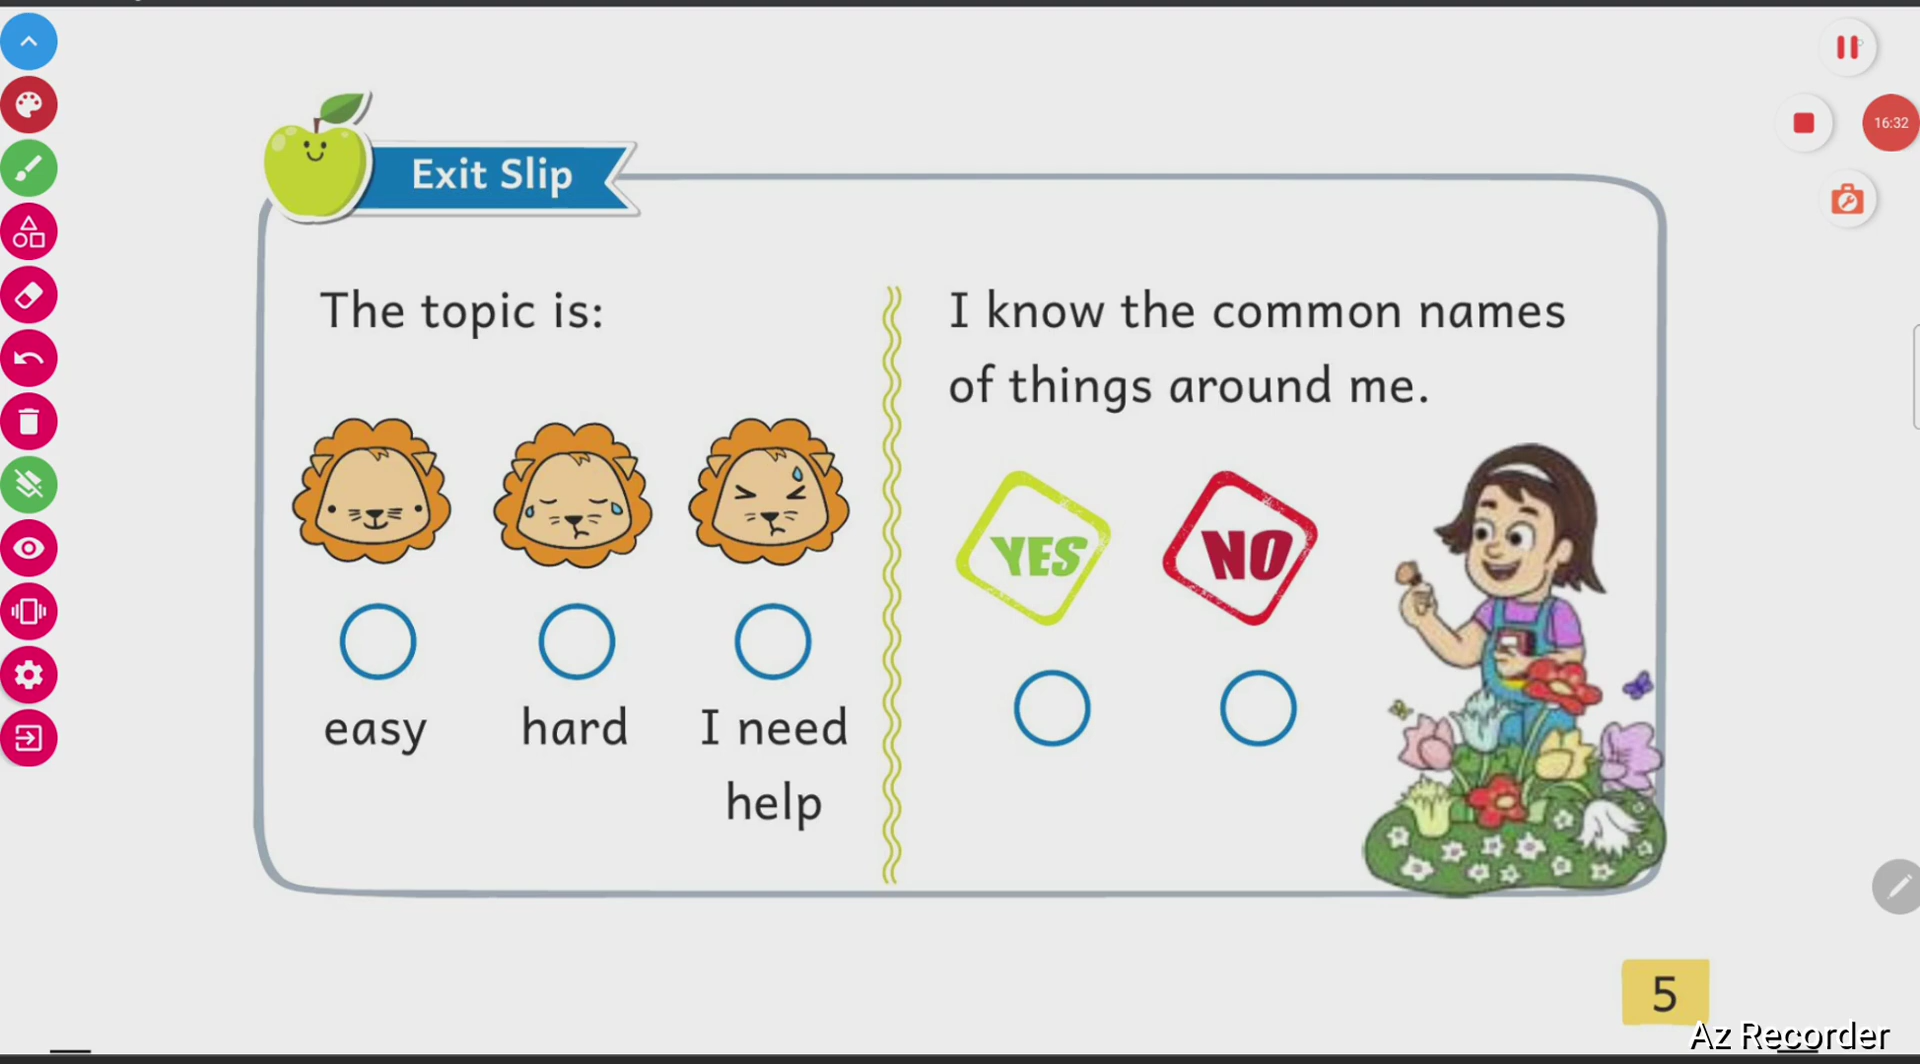 16:32
Exit Slip
The topic is:
easy
hard
I need
help
I know the common names
of things around me.
YES
NO
5
Az Recorder